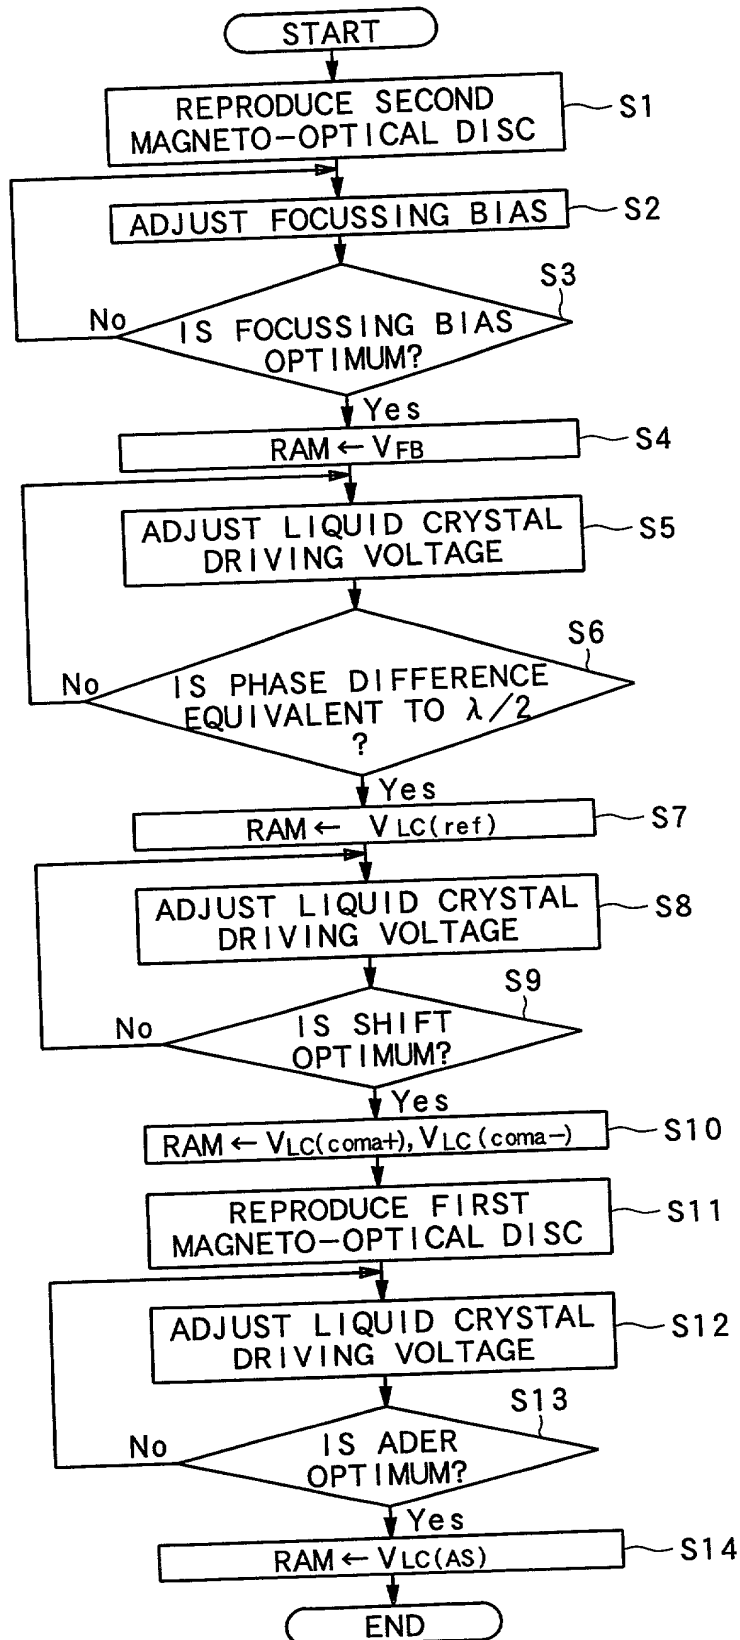 START
REPRODUCE SECOND
MAGNETO-OPTICAL DISC
S1
ADJUST FOCUSSING BIAS
S2
S3
No
IS FOCUSSING BIAS
OPTIMUM?
Yes
RAM ← VFB
S4
ADJUST LIQUID CRYSTAL
DRIVING VOLTAGE
S5
S6
No
IS PHASE DIFFERENCE
EQUIVALENT TO λ/2
?
Yes
RAM ← VLC(ref)
S7
ADJUST LIQUID CRYSTAL
DRIVING VOLTAGE
S8
S9
No
IS SHIFT
OPTIMUM?
Yes
RAM ← VLC(coma+), VLC(coma-)
S10
REPRODUCE FIRST
MAGNETO-OPTICAL DISC
S11
ADJUST LIQUID CRYSTAL
DRIVING VOLTAGE
S12
S13
No
IS ADER
OPTIMUM?
Yes
RAM ← VLC(AS)
S14
END